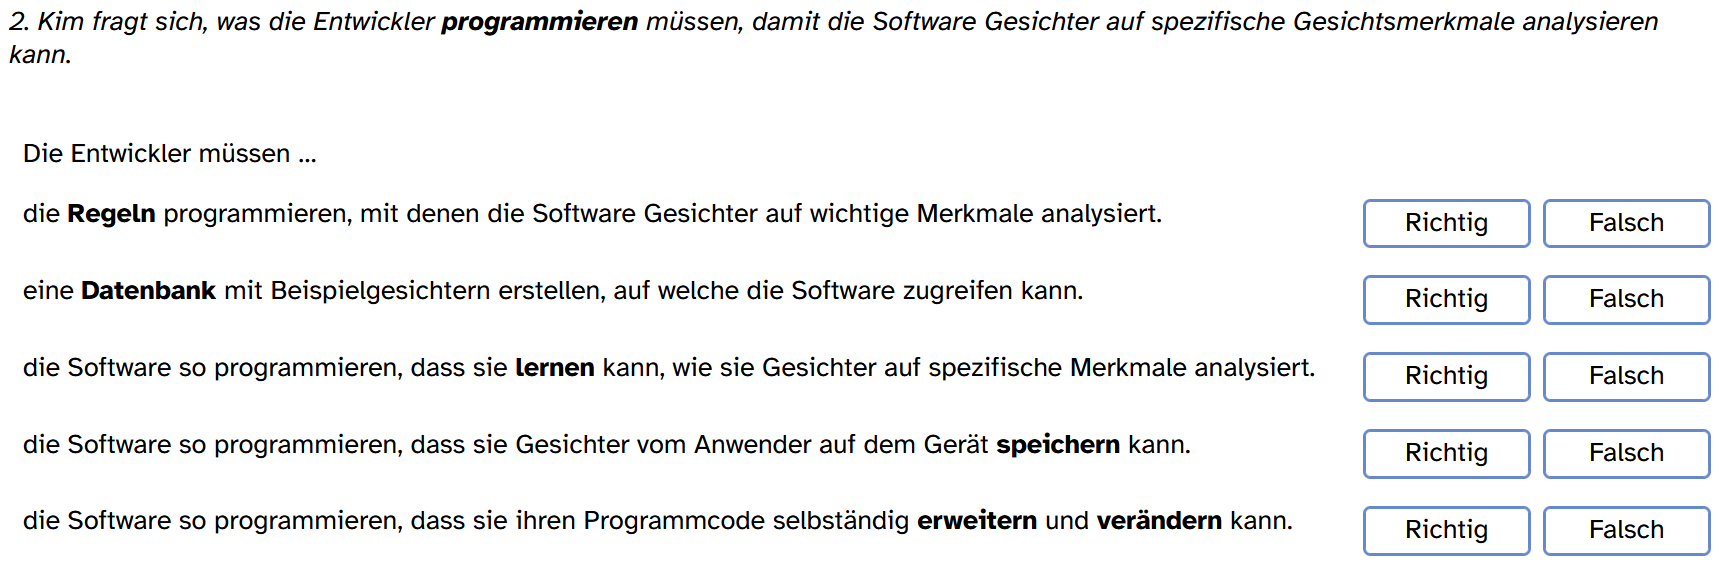 2. Kim fragt sich, was die Entwickler programmieren müssen, damit die Software Gesichter auf spezifische Gesichtsmerkmale analysieren
kann.
Die Entwickler müssen ...
die Regeln programmieren, mit denen die Software Gesichter auf wichtige Merkmale analysiert. Richtig Falsch
eine Datenbank mit Beispielgesichtern erstellen, auf welche die Software zugreifen kann. Richtig Falsch
die Software so programmieren, dass sie lernen kann, wie sie Gesichter auf spezifische Merkmale analysiert. Richtig Falsch
die Software so programmieren, dass sie Gesichter vom Anwender auf dem Gerät speichern kann. Richtig Falsch
die Software so programmieren, dass sie ihren Programmcode selbständig erweitern und verändern kann. Richtig Falsch